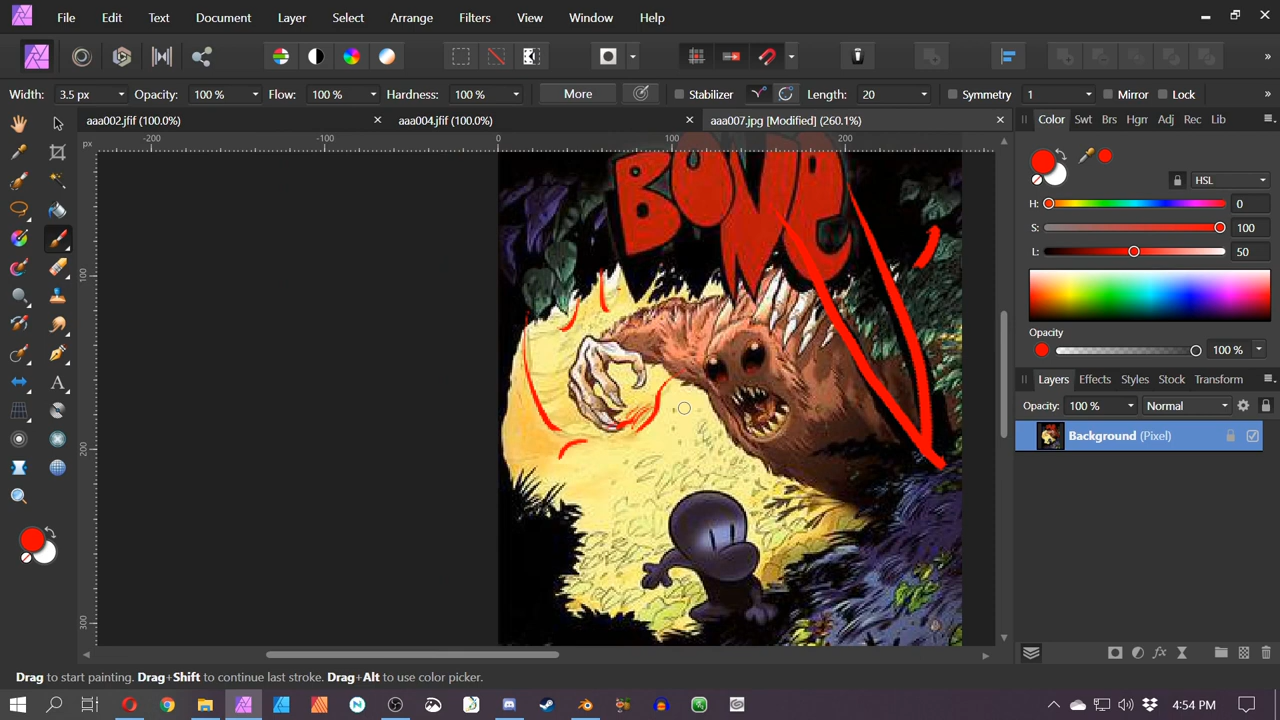 File Edit Text Document Layer Select Arrange Filters View Window Help
Width: 3.5 px Opacity: 100 % Flow: 100 % Hardness: 100 % More Stabilizer Length: 20 Symmetry 1 Mirror Lock
aaa002.jfif (100.0%) aaa004.jfif (100.0%) aaa007.jpg [Modified] (260.1%)
Color Swt Brs Hgrr Adj Rec Lib
px -200 -100 0 100 200
BONE
HSL
H: 0
S: 100
L: 50
100
Opacity
100 %
Layers Effects Styles Stock Transform
Opacity: 100 % Normal
Background (Pixel)
200
300
Drag to start painting. Drag+Shift to continue last stroke. Drag+Alt to use color picker.
4:54 PM